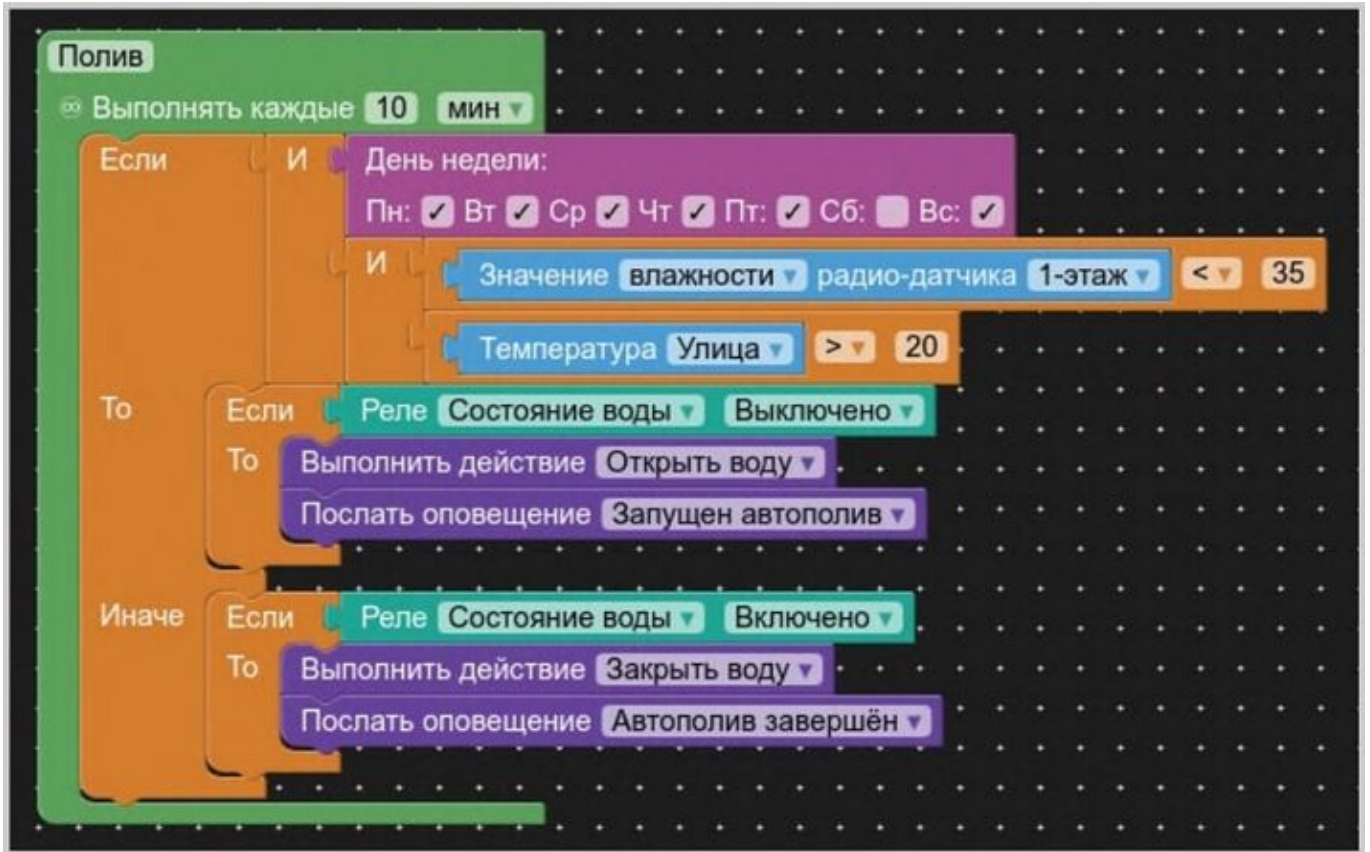 Полив
∞ Выполнять каждые 10 мин
Если И День недели:
Пн: ✓ Вт ✓ Ср ✓ Чт ✓ Пт: ✓ Сб: Вс: ✓
И Значение влажности радио-датчика 1-этаж < 35
Температура Улица > 20
То Если Реле Состояние воды Выключено
То Выполнить действие Открыть воду
Послать оповещение Запущен автополив
Иначе Если Реле Состояние воды Включено
То Выполнить действие Закрыть воду
Послать оповещение Автополив завершён